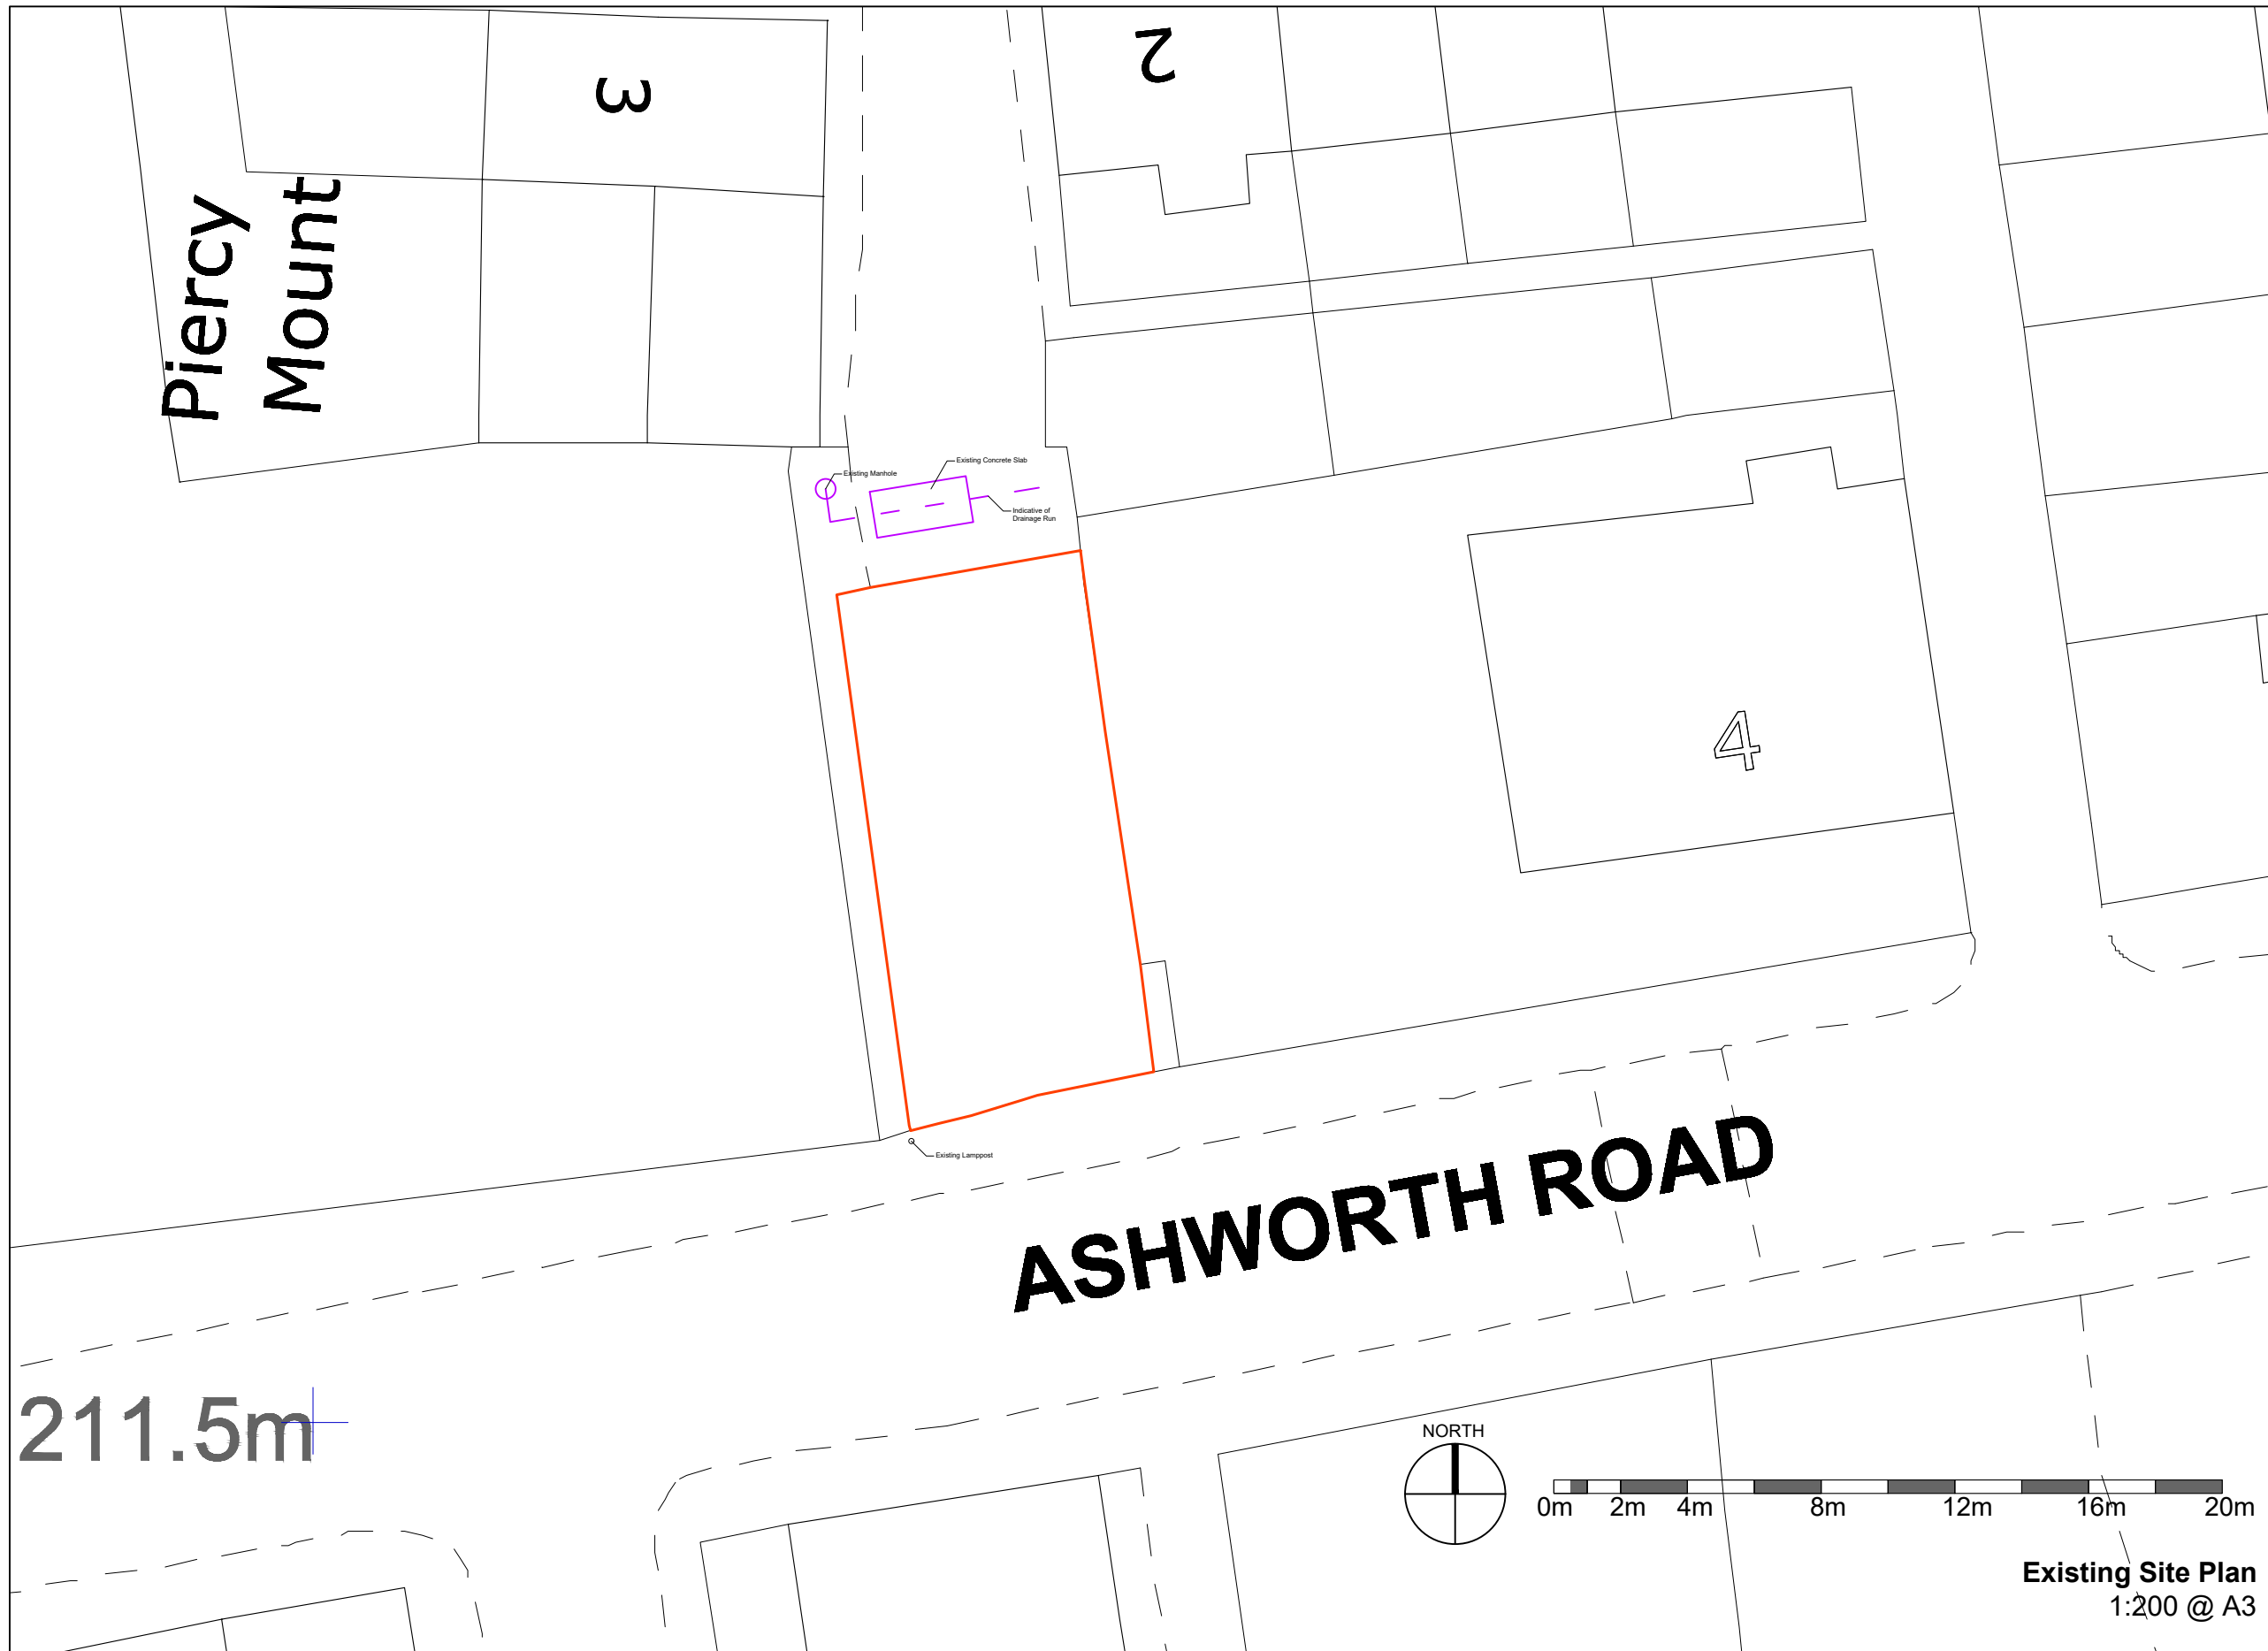 3
2
Piercy
Mount
Existing Manhole
Existing Concrete Slab
Indicative of
Drainage Run
4
Existing Lamppost
ASHWORTH ROAD
211.5m
NORTH
0m 2m 4m 8m 12m 16m 20m
Existing Site Plan
1:200 @ A3